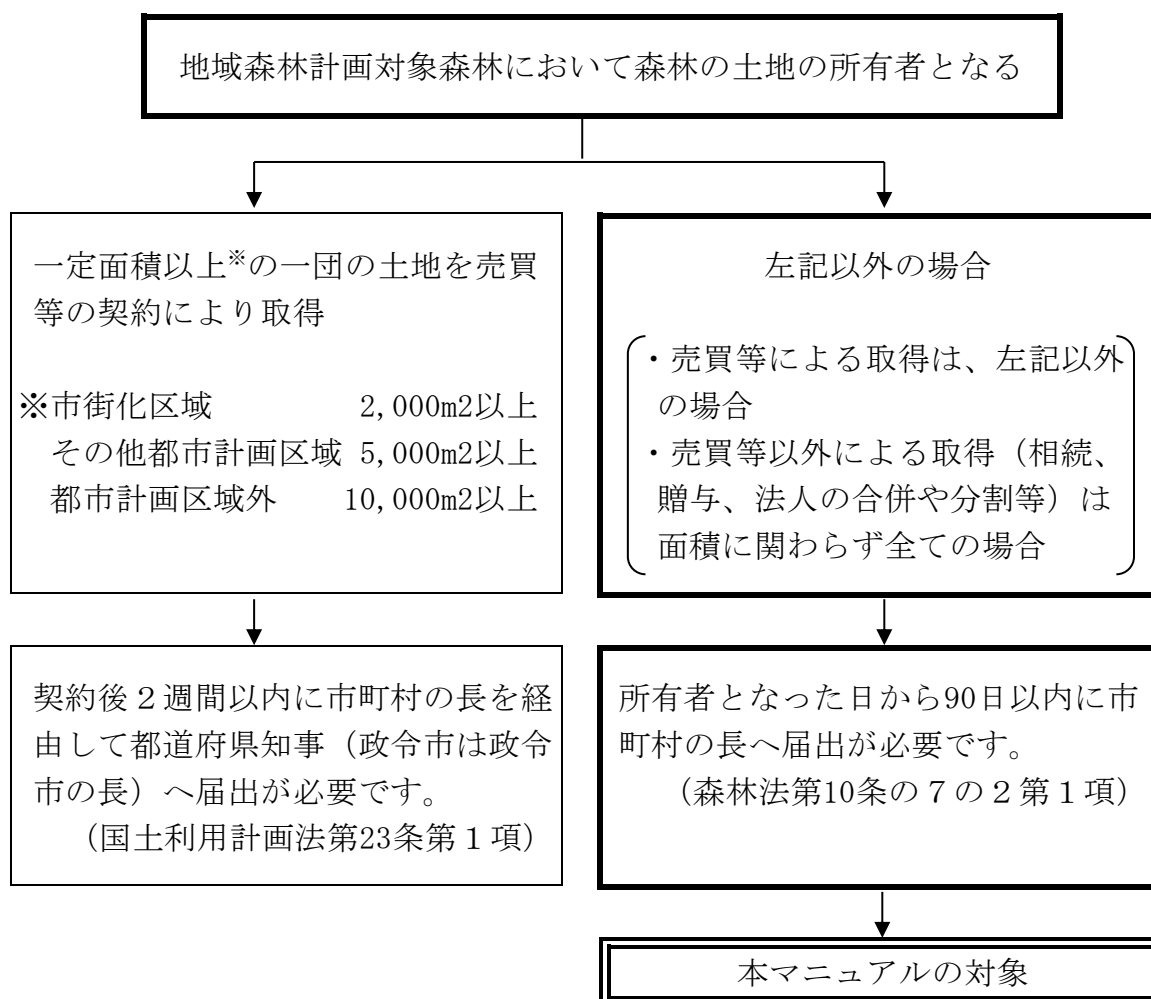 地域森林計画対象森林において森林の土地の所有者となる
一定面積以上※の一団の土地を売買
等の契約により取得
※市街化区域 2,000m2以上
その他都市計画区域 5,000m2以上
都市計画区域外 10,000m2以上
左記以外の場合
・売買等による取得は、左記以外
の場合
・売買等以外による取得（相続、
贈与、法人の合併や分割等）は
面積に関わらず全ての場合
契約後２週間以内に市町村の長を経
由して都道府県知事（政令市は政令
市の長）へ届出が必要です。
（国土利用計画法第23条第１項）
所有者となった日から90日以内に市
町村の長へ届出が必要です。
（森林法第10条の７の２第１項）
本マニュアルの対象